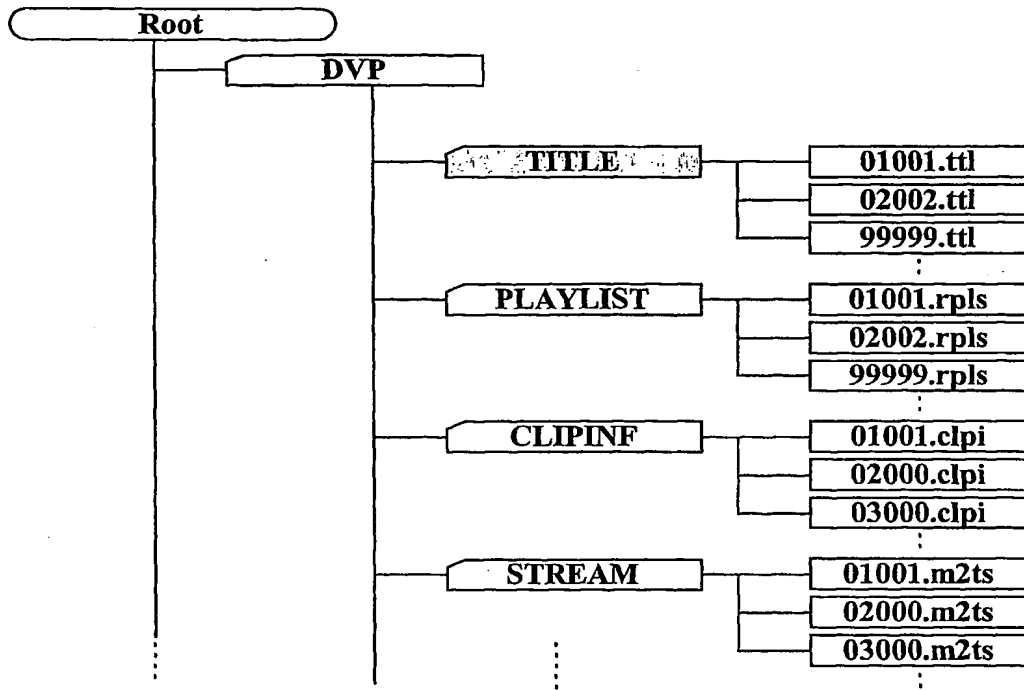 Root
DVP
TITLE
01001.ttl
02002.ttl
99999.ttl
PLAYLIST
01001.rpls
02002.rpls
99999.rpls
CLIPINF
01001.clpi
02000.clpi
03000.clpi
STREAM
01001.m2ts
02000.m2ts
03000.m2ts